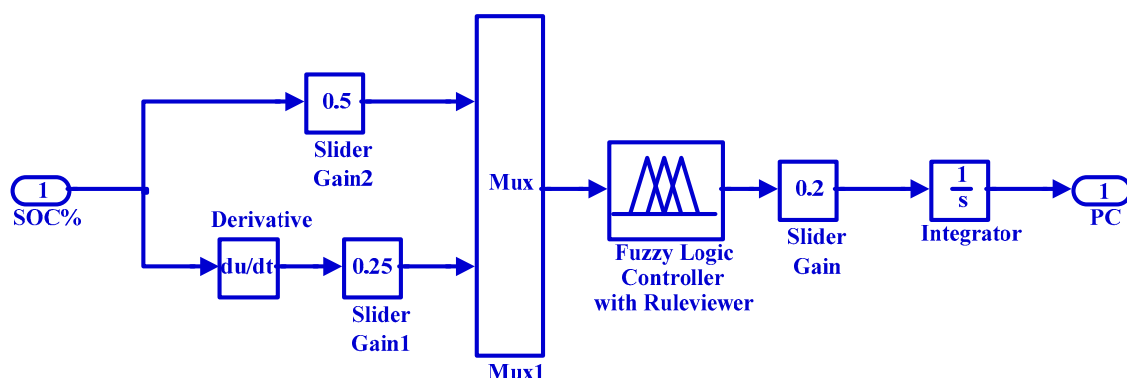 0.5
Slider
Gain2
1
SOC%
Derivative
du/dt
0.25
Slider
Gain1
Mux
Mux1
Fuzzy Logic
Controller
with Ruleviewer
0.2
Slider
Gain
1
s
Integrator
1
PC